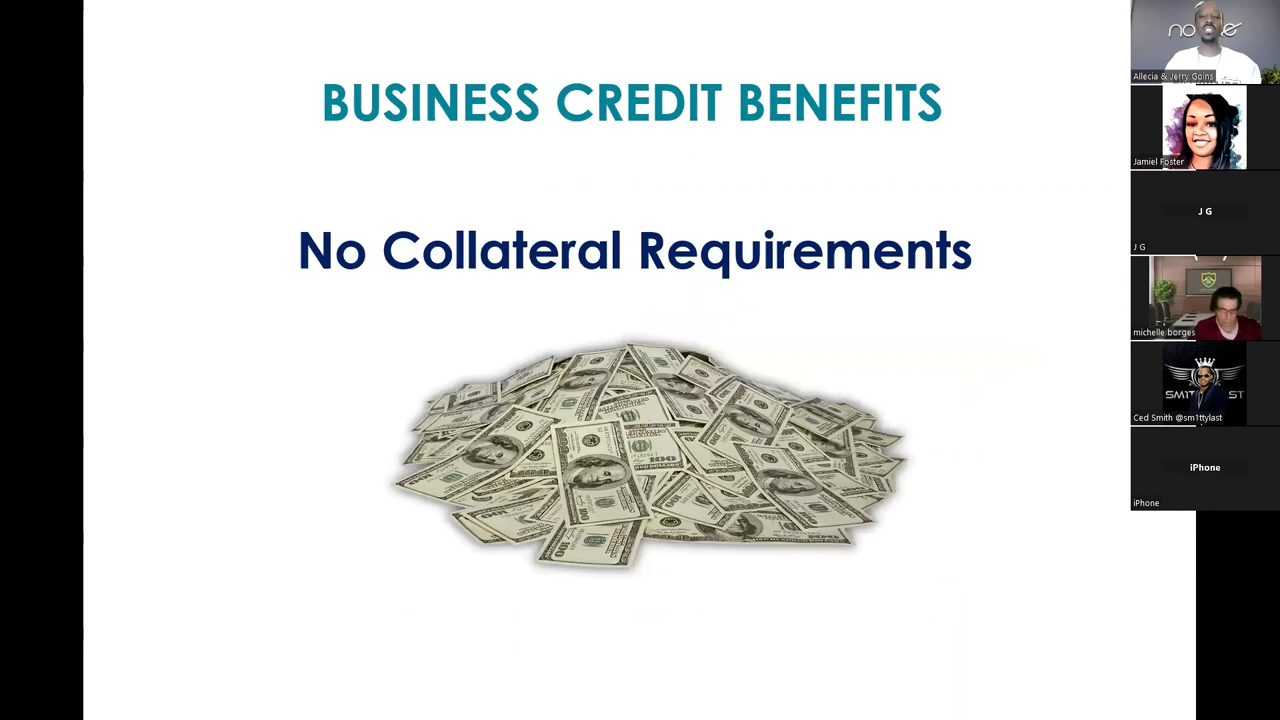 BUSINESS CREDIT BENEFITS
No Collateral Requirements
Allecia & Jerry Goins
Jamiel Foster
J G
J G
michelle borges
Ced Smith @sm1ttylast
iPhone
iPhone